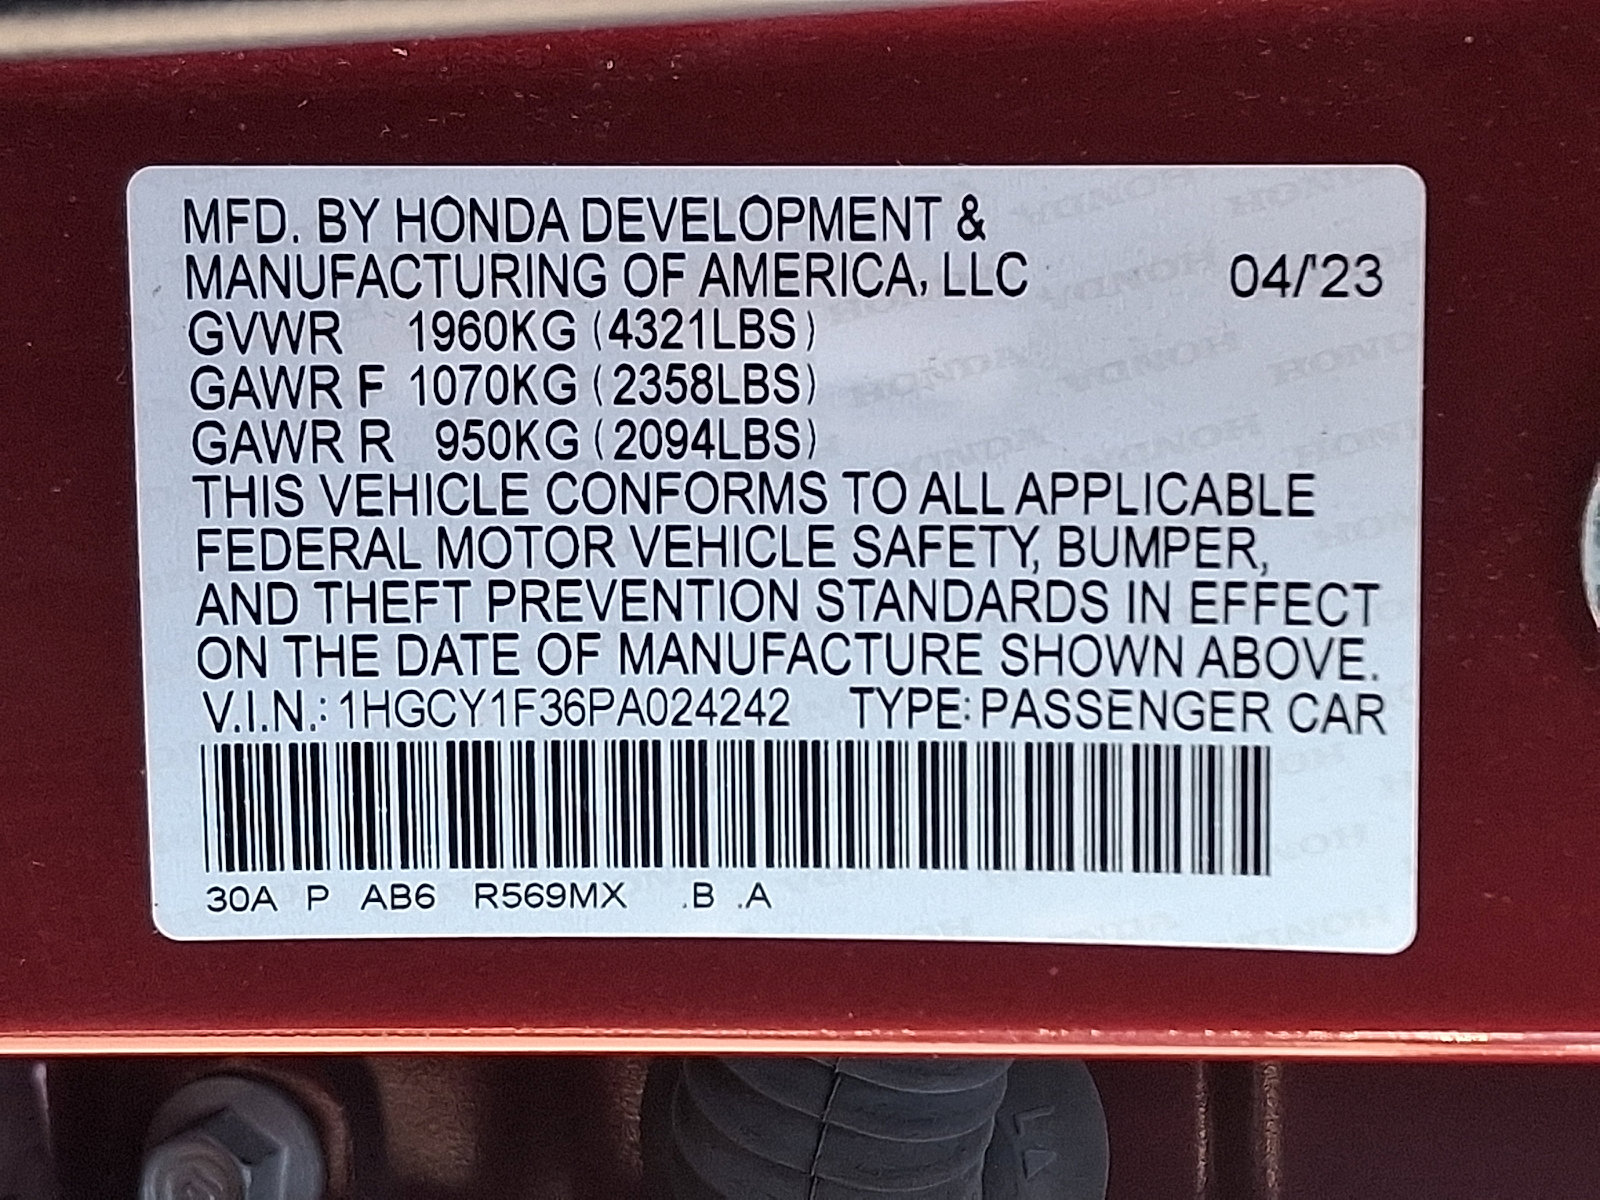 MFD. BY HONDA DEVELOPMENT &
MANUFACTURING OF AMERICA, LLC 04/'23
GVWR 1960KG (4321LBS)
GAWR F 1070KG (2358LBS)
GAWR R 950KG (2094LBS)
THIS VEHICLE CONFORMS TO ALL APPLICABLE
FEDERAL MOTOR VEHICLE SAFETY, BUMPER,
AND THEFT PREVENTION STANDARDS IN EFFECT
ON THE DATE OF MANUFACTURE SHOWN ABOVE.
V.I.N.: 1HGCY1F36PA024242 TYPE: PASSENGER CAR
30A P AB6 R569MX .B .A